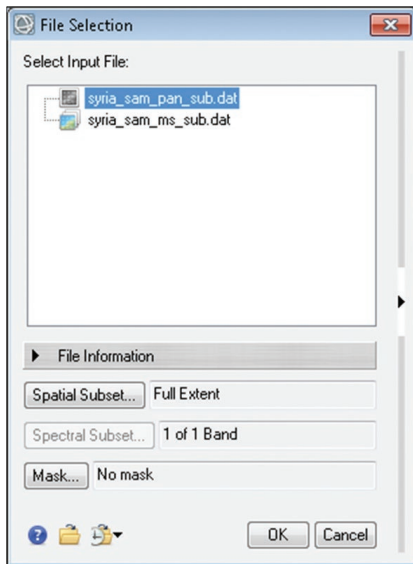 File Selection
Select Input File:
syria_sam_pan_sub.dat
syria_sam_ms_sub.dat
File Information
Spatial Subset... Full Extent
Spectral Subset... 1 of 1 Band
Mask... No mask
OK Cancel